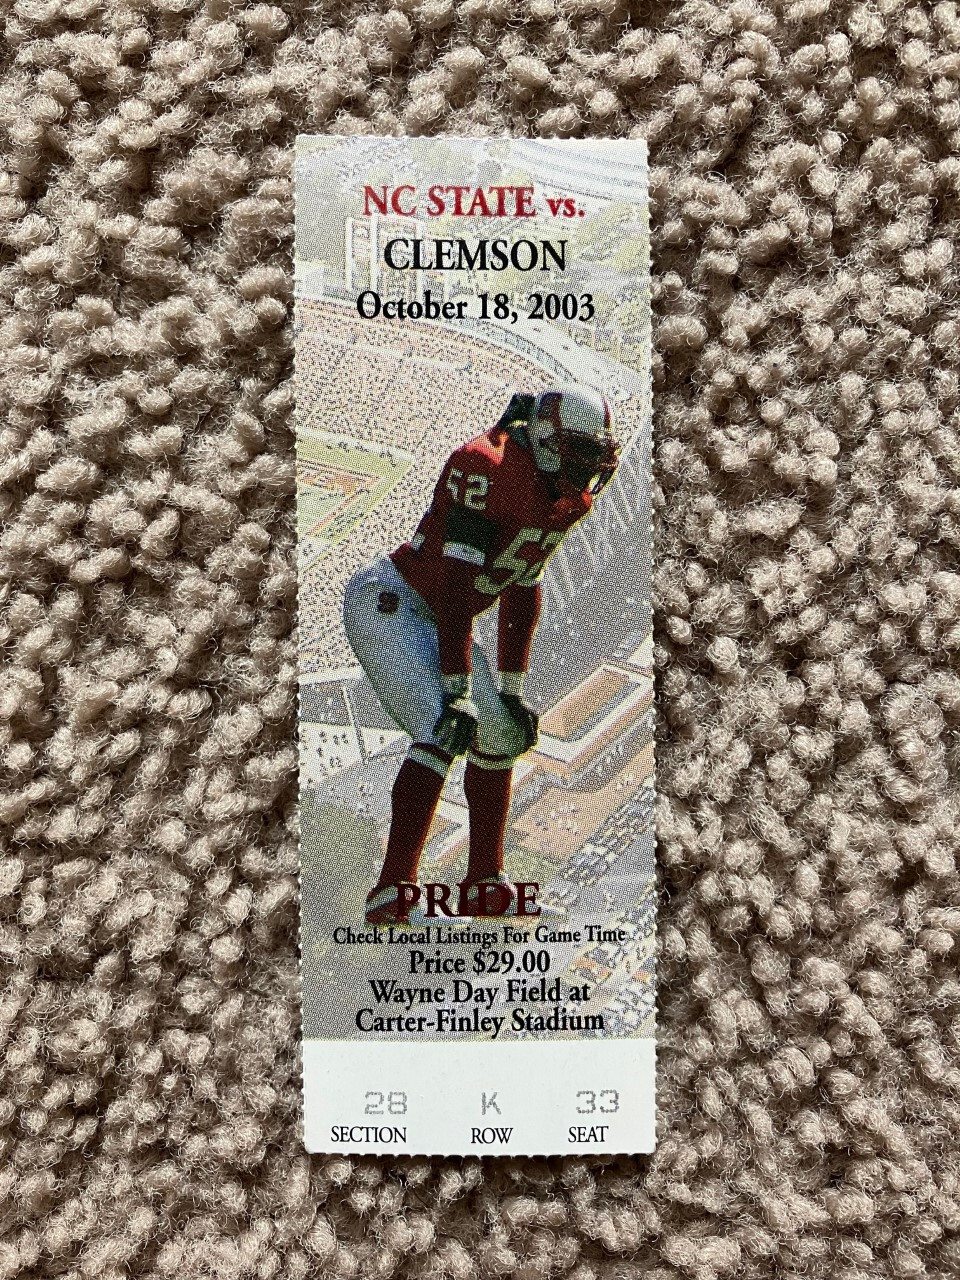 NC STATE vs.
CLEMSON
October 18, 2003
52
52
PRIDE
Check Local Listings For Game Time
Price $29.00
Wayne Day Field at
Carter-Finley Stadium
28 K 33
SECTION ROW SEAT